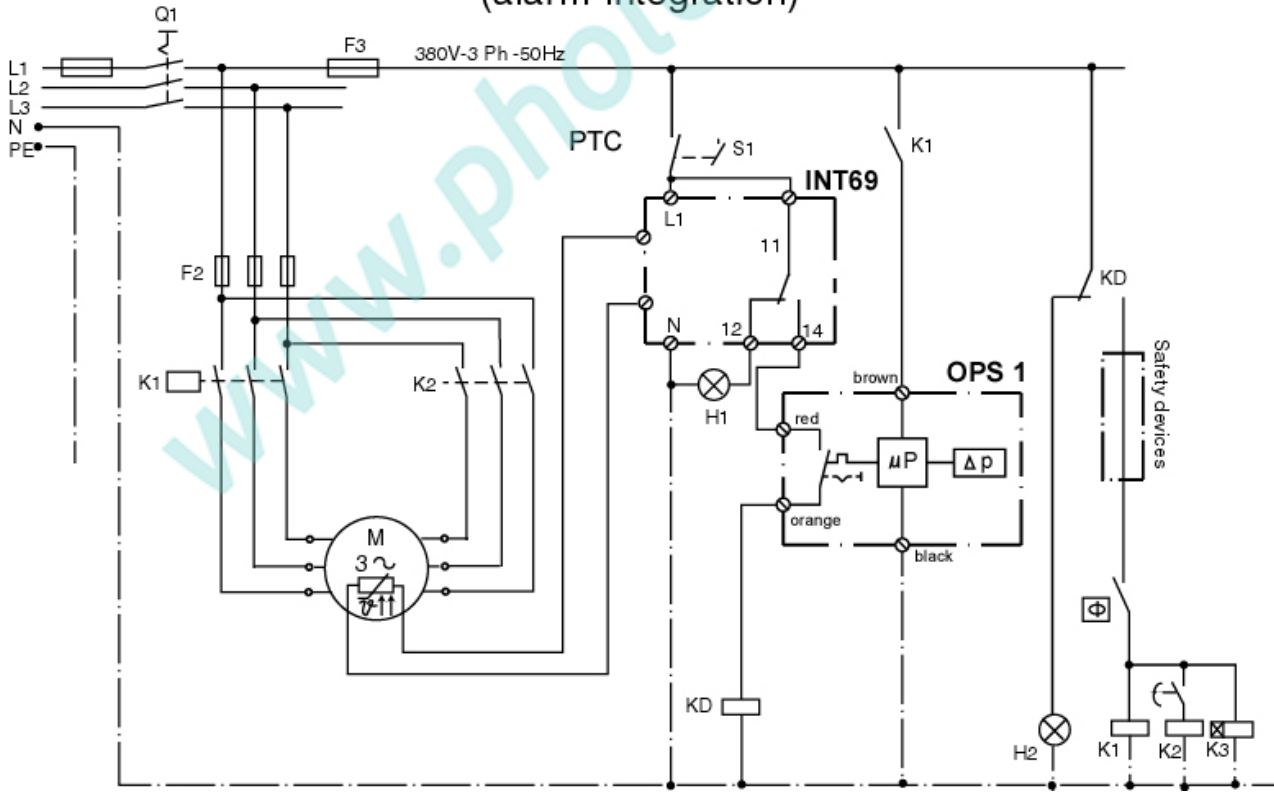 (alarm integration)
Q1
L1
F3
380V-3 Ph -50Hz
L2
L3
N
PE
PTC
S1
K1
INT69
L1
11
F2
KD
N
12
14
K1
K2
brown
OPS 1
H1
red
Safety devices
μP
Δp
orange
M
3 ~
black
ϑ
Φ
KD
H2
K1
K2
K3
www.photo